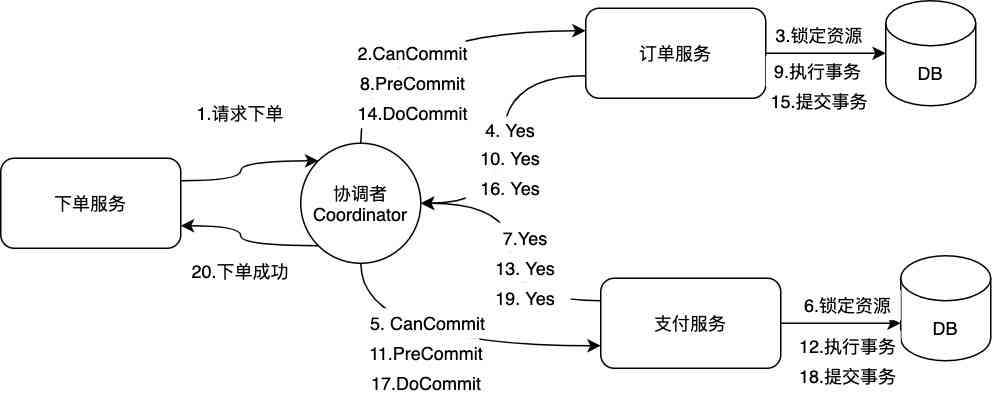 1.请求下单
下单服务
20.下单成功
协调者
Coordinator
2.CanCommit
8.PreCommit
14.DoCommit
4. Yes
10. Yes
16. Yes
订单服务
3.锁定资源
9.执行事务
15.提交事务
DB
7.Yes
13. Yes
19. Yes
5. CanCommit
11.PreCommit
17.DoCommit
支付服务
6.锁定资源
12.执行事务
18.提交事务
DB